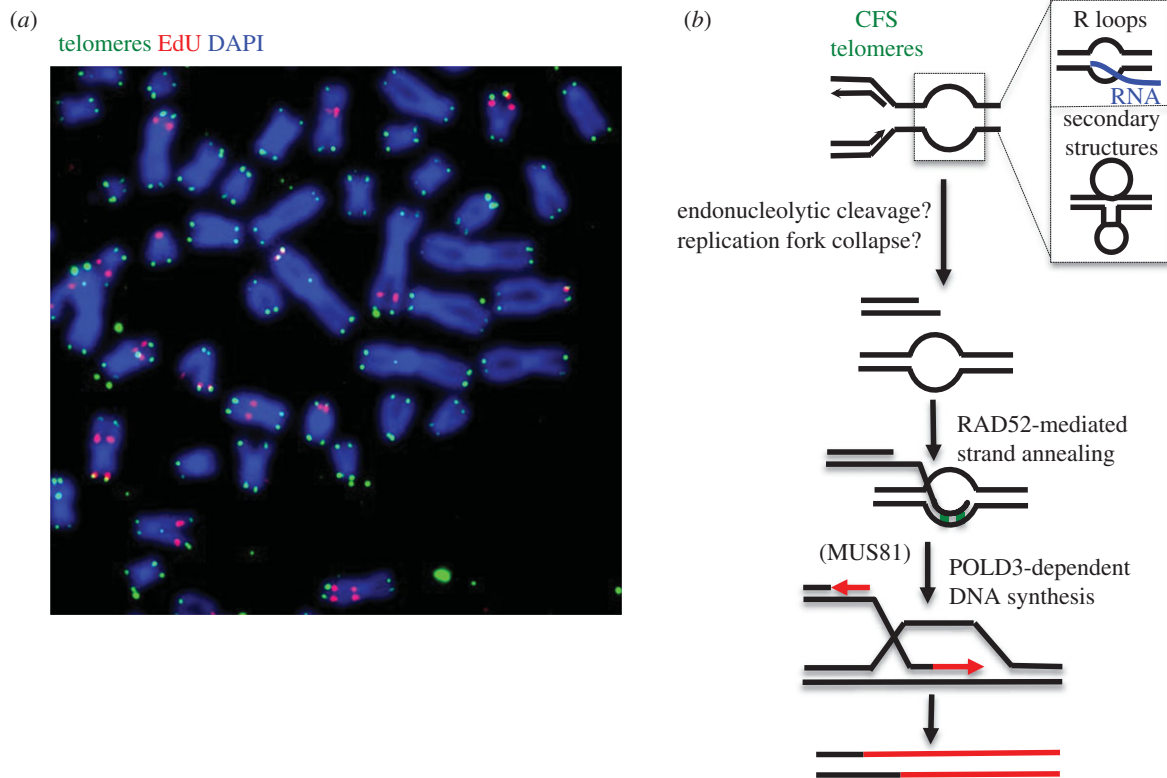 (a)
telomeres EdU DAPI
(b)
CFS
telomeres
R loops
RNA
secondary
structures
endonucleolytic cleavage?
replication fork collapse?
RAD52-mediated
strand annealing
(MUS81)
POLD3-dependent
DNA synthesis